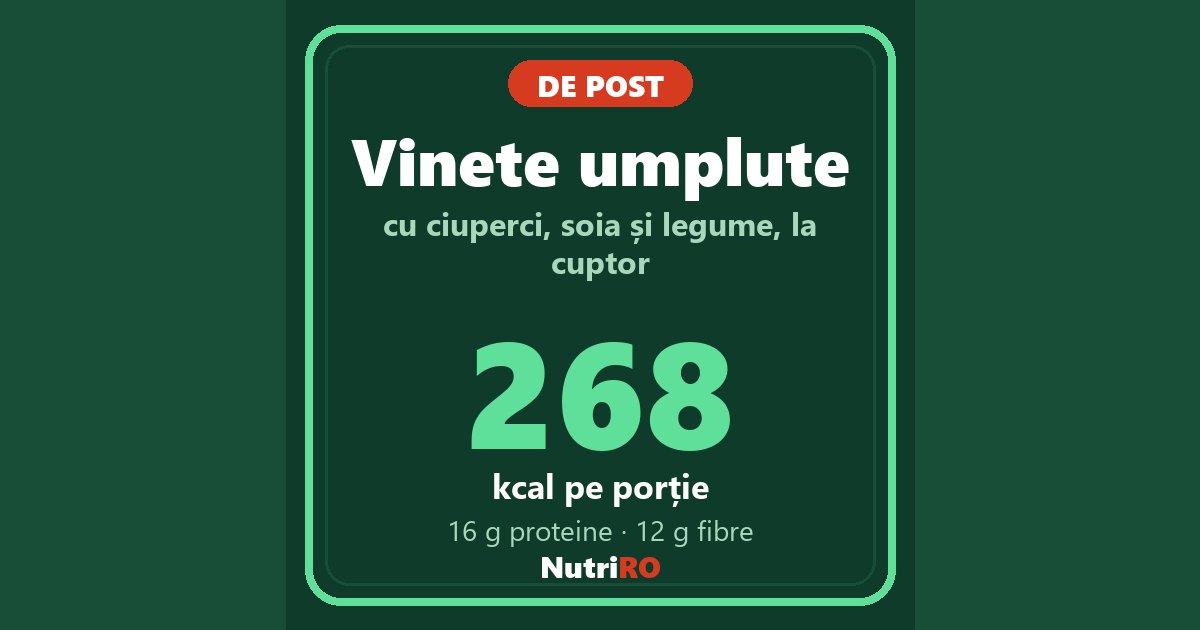 DE POST
Vinete umplute
cu ciuperci, soia și legume, la
cuptor
268
kcal pe porție
16 g proteine · 12 g fibre
NutriRO